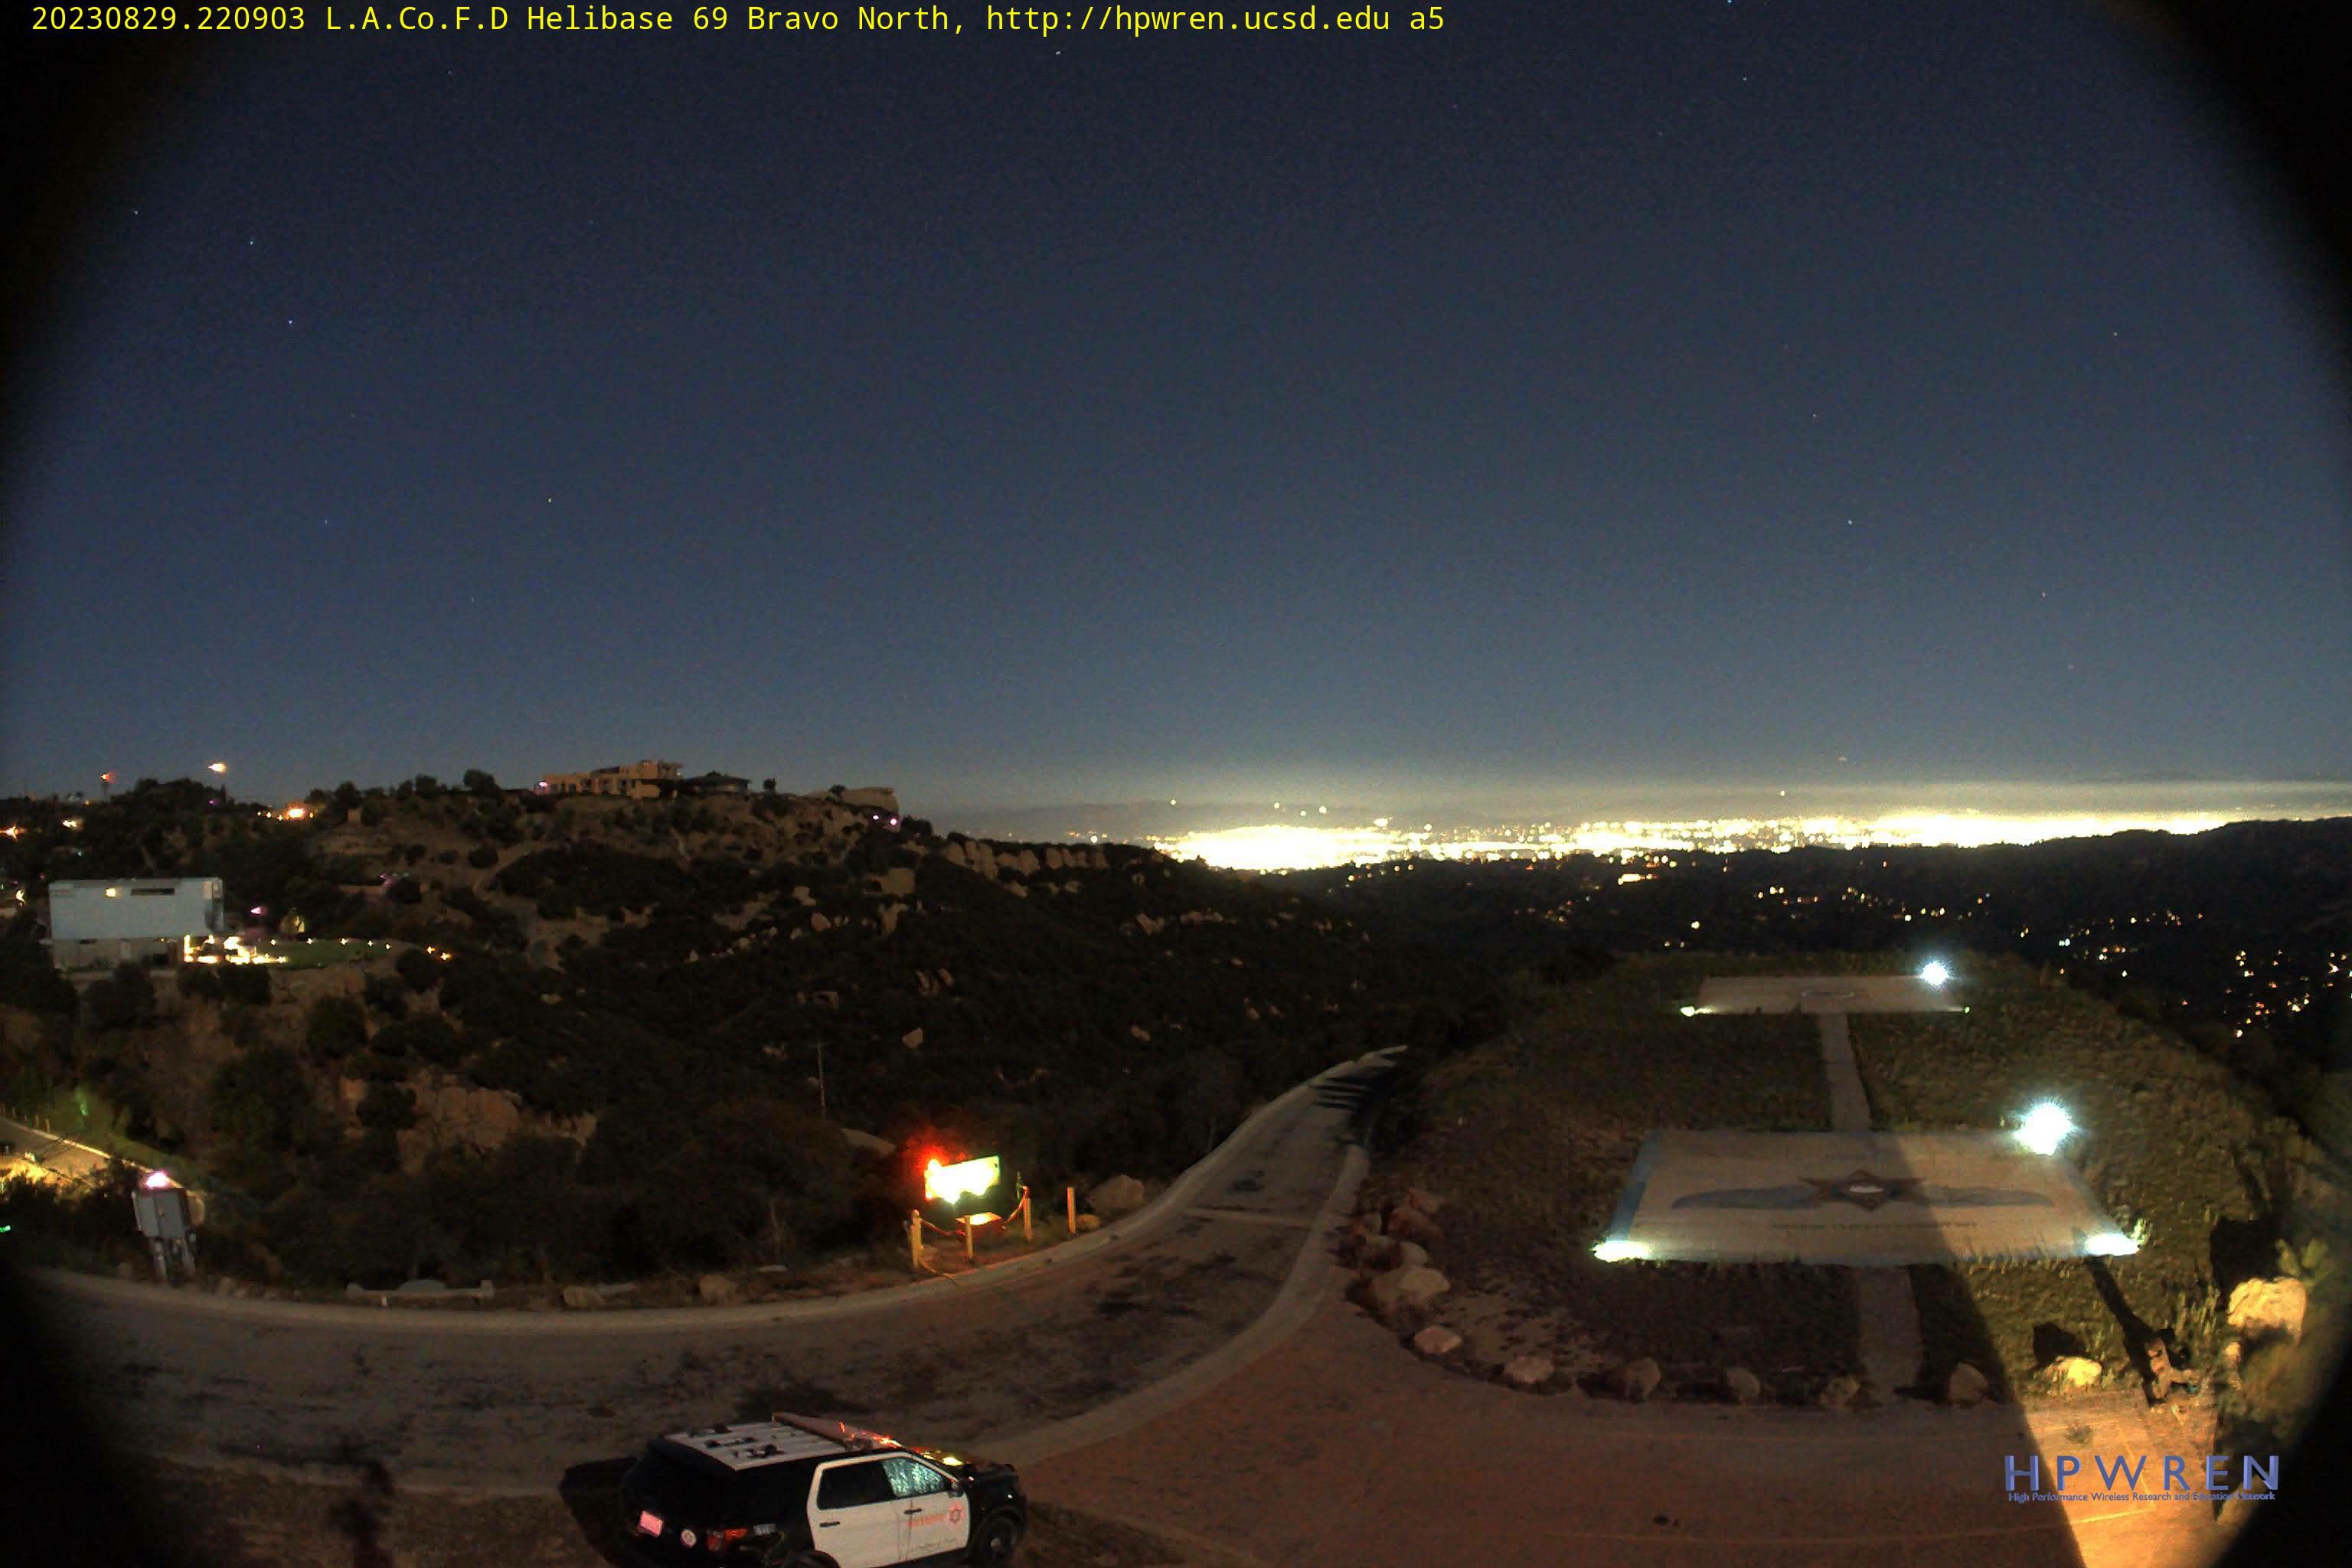 20230829.220903 L.A.Co.F.D Helibase 69 Bravo North, http://hpwren.ucsd.edu a5
HPWREN
High Performance Wireless Research and Education Network